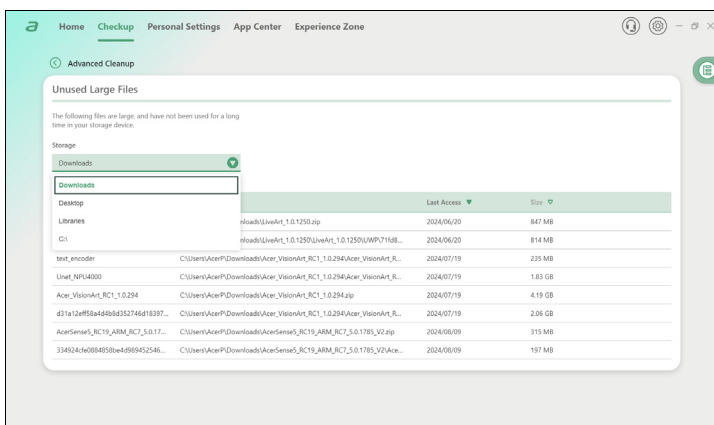 a Home Checkup Personal Settings App Center Experience Zone
Advanced Cleanup
Unused Large Files
The following files are large, and have not been used for a long
time in your storage device.
Storage
Downloads
Downloads
Desktop
Libraries
C:\
Last Access Size
nloads\LiveArt_1.0.1250.zip 2024/06/20 847 MB
nloads\LiveArt_1.0.1250\LiveArt_1.0.1250\UWP\71fd8... 2024/06/20 814 MB
text_encoder C:\Users\AcerP\Downloads\Acer_VisionArt_RC1_1.0.294\Acer_VisionArt_R... 2024/07/19 235 MB
Unet_NPU4000 C:\Users\AcerP\Downloads\Acer_VisionArt_RC1_1.0.294\Acer_VisionArt_R... 2024/07/19 1.83 GB
Acer_VisionArt_RC1_1.0.294 C:\Users\AcerP\Downloads\Acer_VisionArt_RC1_1.0.294.zip 2024/07/19 4.19 GB
d31a12eff58a4d4b8d352746d18397... C:\Users\AcerP\Downloads\Acer_VisionArt_RC1_1.0.294\Acer_VisionArt_R... 2024/07/19 2.06 GB
AcerSense5_RC19_ARM_RC7_5.0.17... C:\Users\AcerP\Downloads\AcerSense5_RC19_ARM_RC7_5.0.1785_V2.zip 2024/08/09 315 MB
334924cfe0884858be4d989452546... C:\Users\AcerP\Downloads\AcerSense5_RC19_ARM_RC7_5.0.1785_V2\Ace... 2024/08/09 197 MB